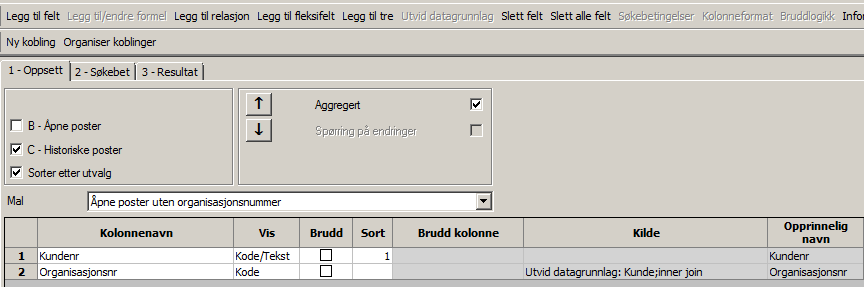 Legg til felt Legg til/endre formel Legg til relasjon Legg til fleksifelt Legg til tre Utvid datagrunnlag Slett felt Slett alle felt Søkebetingelser Kolonneformat Bruddlogikk Infor
Ny kobling Organiser koblinger
1 - Oppsett 2 - Søkebet 3 - Resultat
Aggregert
B - Åpne poster
Spørring på endringer
C - Historiske poster
Sorter etter utvalg
Mal Åpne poster uten organisasjonsnummer
Kolonnenavn Vis Brudd Sort Brudd kolonne Kilde Opprinnelig
navn
1 Kundenr Kode/Tekst 1 Kundenr
2 Organisasjonsnr Kode Utvid datagrunnlag: Kunde;inner join Organisasjonsnr